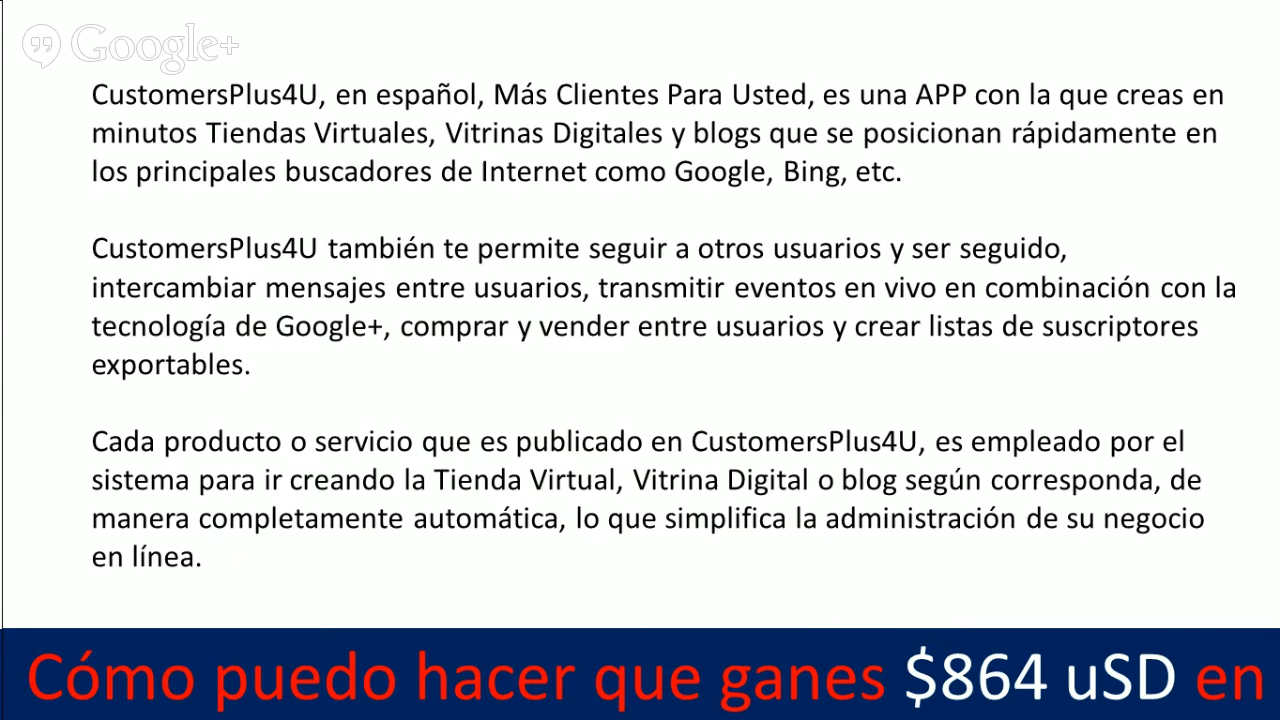 Google+
CustomersPlus4U, en español, Más Clientes Para Usted, es una APP con la que creas en
minutos Tiendas Virtuales, Vitrinas Digitales y blogs que se posicionan rápidamente en
los principales buscadores de Internet como Google, Bing, etc.
CustomersPlus4U también te permite seguir a otros usuarios y ser seguido,
intercambiar mensajes entre usuarios, transmitir eventos en vivo en combinación con la
tecnología de Google+, comprar y vender entre usuarios y crear listas de suscriptores
exportables.
Cada producto o servicio que es publicado en CustomersPlus4U, es empleado por el
sistema para ir creando la Tienda Virtual, Vitrina Digital o blog según corresponda, de
manera completamente automática, lo que simplifica la administración de su negocio
en línea.
Cómo puedo hacer que ganes $864 uSD en